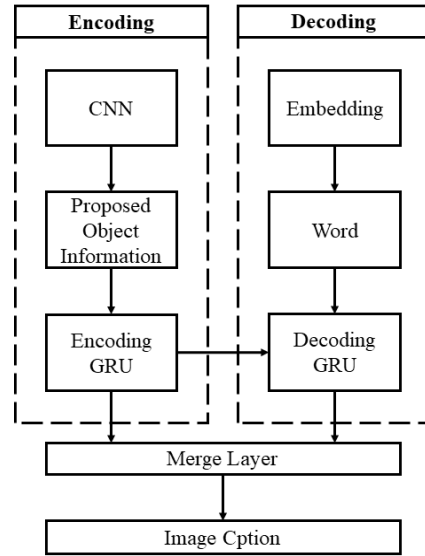 Encoding
Decoding
CNN
Embedding
Proposed
Object
Information
Word
Encoding
GRU
Decoding
GRU
Merge Layer
Image Cption